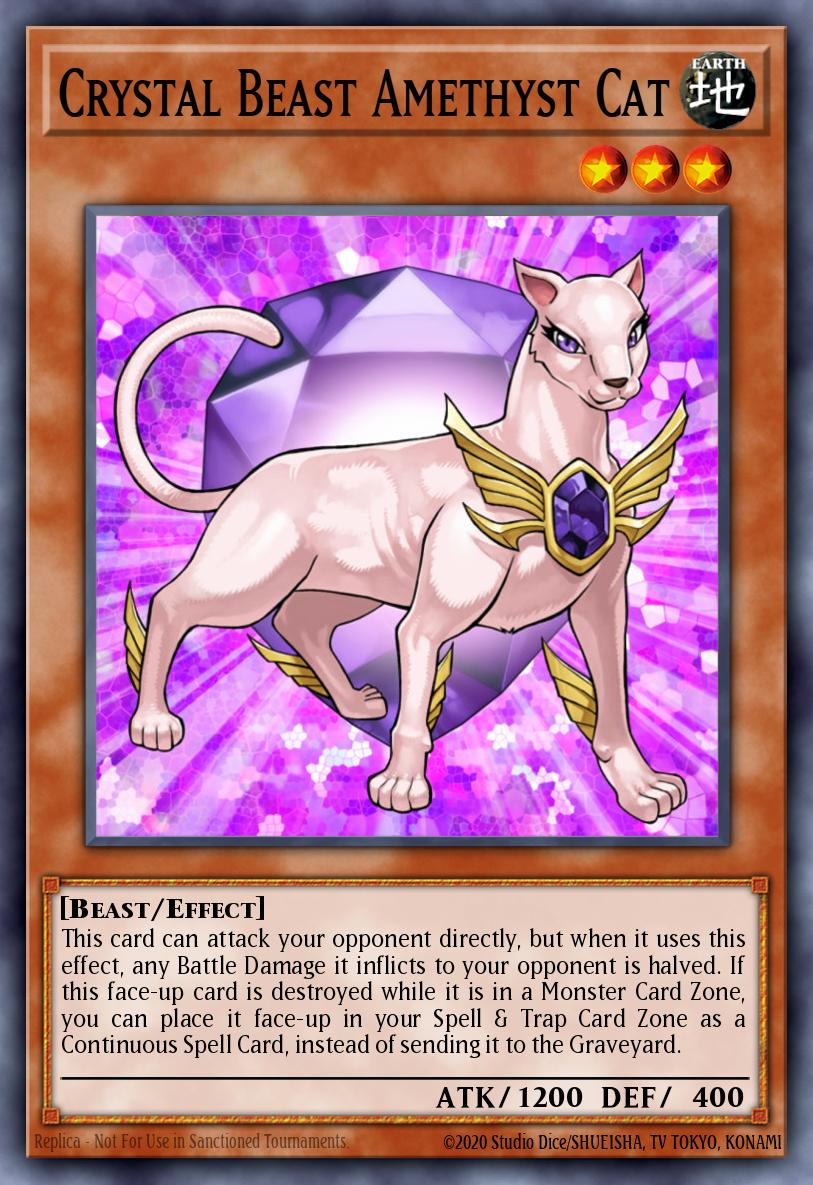 Crystal Beast Amethyst Cat
EARTH
地
[Beast/Effect]
This card can attack your opponent directly, but when it uses this
effect, any Battle Damage it inflicts to your opponent is halved. If
this face-up card is destroyed while it is in a Monster Card Zone,
you can place it face-up in your Spell & Trap Card Zone as a
Continuous Spell Card, instead of sending it to the Graveyard.
ATK/1200 DEF/ 400
Replica - Not For Use in Sanctioned Tournaments.
©2020 Studio Dice/SHUEISHA, TV TOKYO, KONAMI